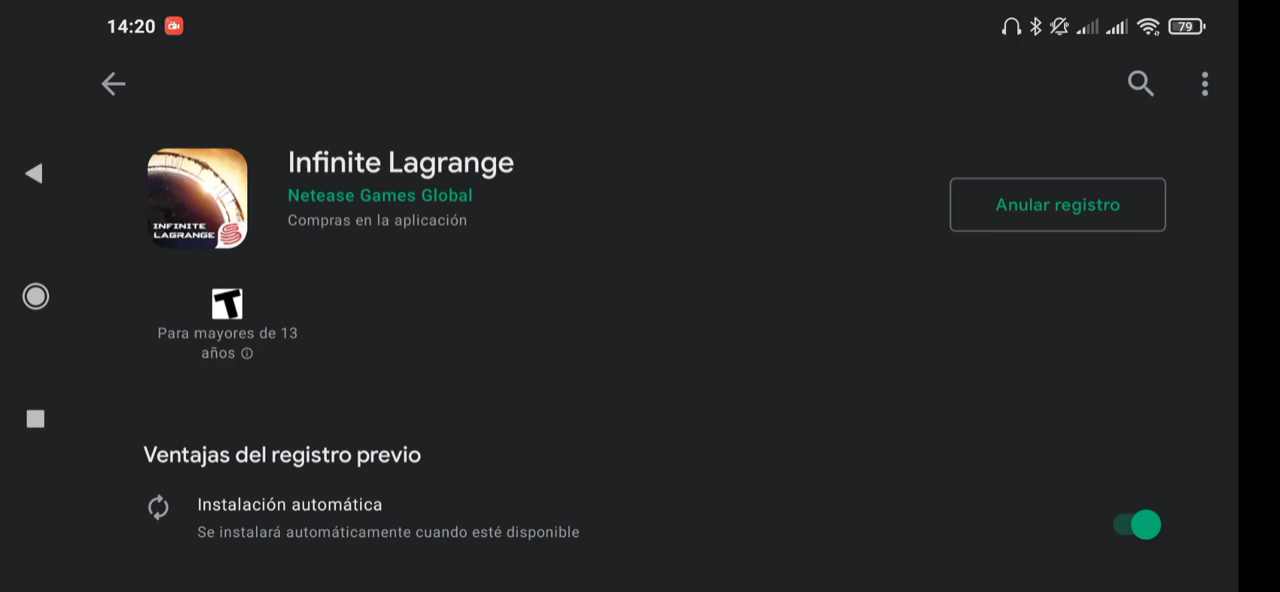 14:20
79
Infinite Lagrange
Netease Games Global
Compras en la aplicación
INFINITE
LAGRANGE
Anular registro
T
Para mayores de 13
años
Ventajas del registro previo
Instalación automática
Se instalará automáticamente cuando esté disponible